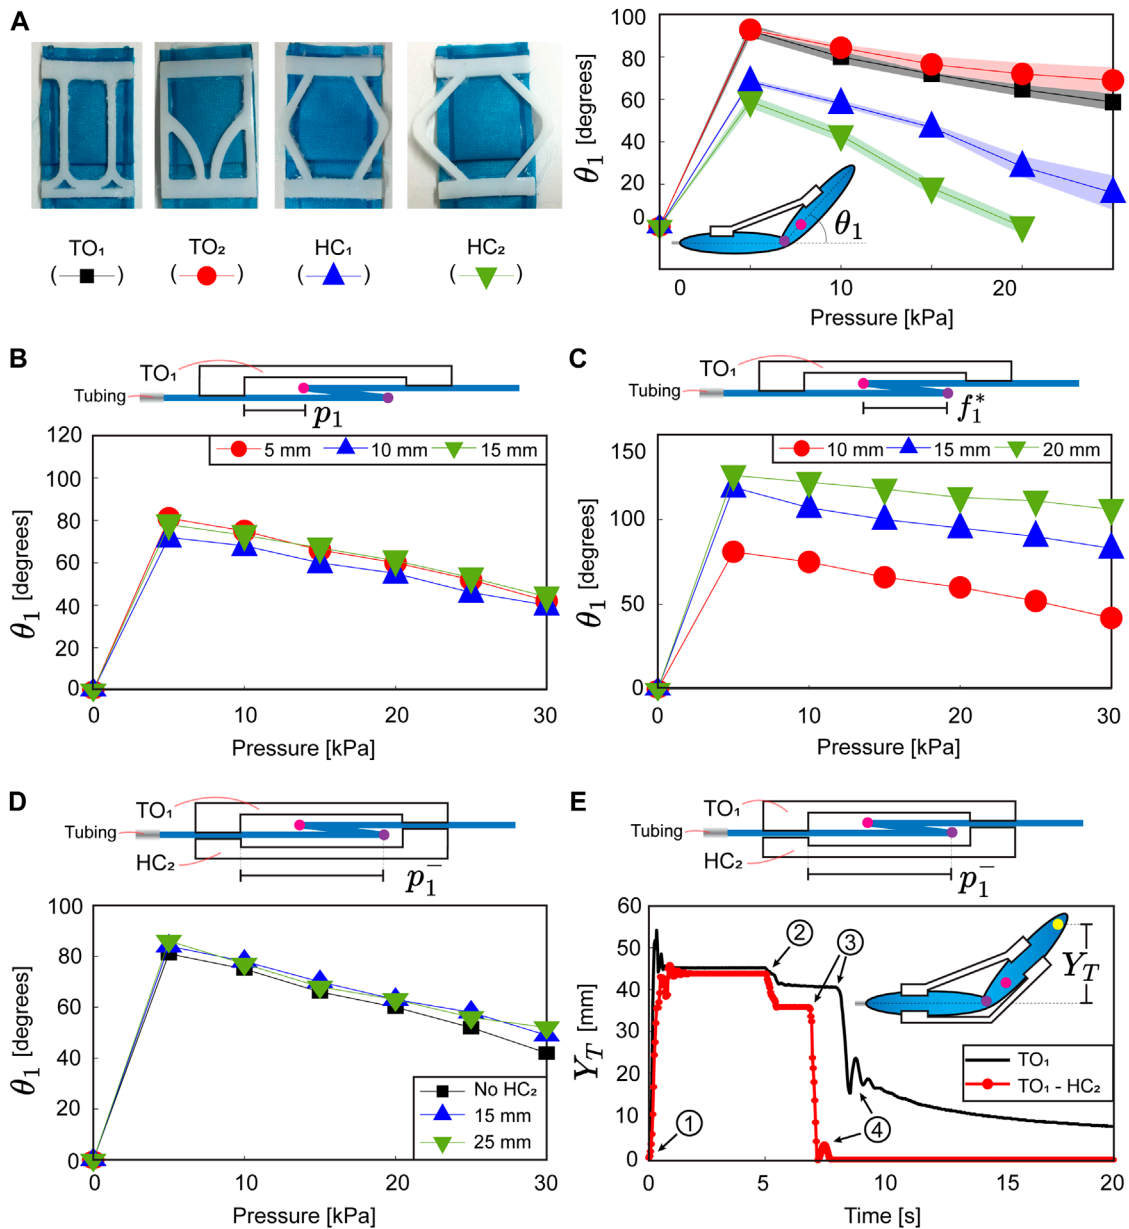 A
TO₁
TO₂
HC₁
HC₂
( )
( )
( )
( )
100
80
60
40
20
0
θ₁ [degrees]
θ₁
0
10
20
Pressure [kPa]
B
TO₁
Tubing
p₁
120
100
80
60
40
20
0
θ₁ [degrees]
5 mm
10 mm
15 mm
0
10
20
30
Pressure [kPa]
C
TO₁
Tubing
f₁*
150
100
50
0
θ₁ [degrees]
10 mm
15 mm
20 mm
0
10
20
30
Pressure [kPa]
D
TO₁
Tubing
HC₂
p₁⁻
100
80
60
40
20
0
θ₁ [degrees]
No HC₂
15 mm
25 mm
0
10
20
30
Pressure [kPa]
E
TO₁
Tubing
HC₂
p₁⁻
60
50
40
30
20
10
0
Y_T [mm]
①
②
③
④
Y_T
TO₁
TO₁ - HC₂
0
5
10
15
20
Time [s]